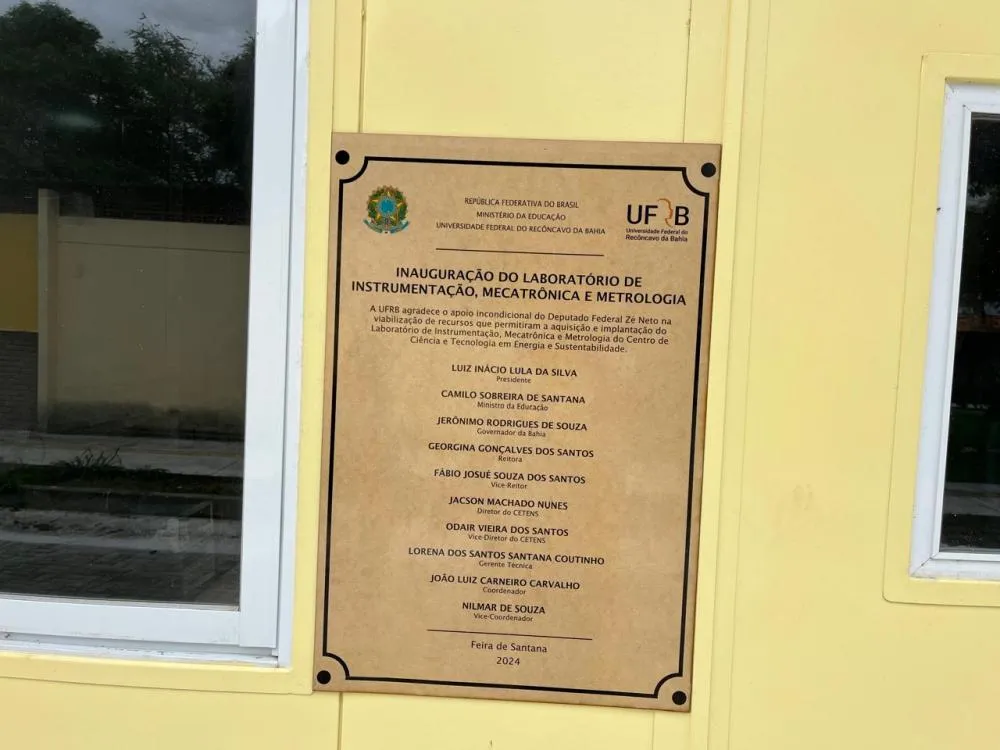 REPÚBLICA FEDERATIVA DO BRASIL
MINISTÉRIO DA EDUCAÇÃO
UNIVERSIDADE FEDERAL DO RECÔNCAVO DA BAHIA
UFRB
Universidade Federal do
Recôncavo da Bahia
INAUGURAÇÃO DO LABORATÓRIO DE
INSTRUMENTAÇÃO, MECATRÔNICA E METROLOGIA
A UFRB agradece o apoio incondicional do Deputado Federal Zé Neto na
viabilização de recursos que permitiram a aquisição e implantação do
Laboratório de Instrumentação, Mecatrônica e Metrologia do Centro de
Ciência e Tecnologia em Energia e Sustentabilidade.
LUIZ INÁCIO LULA DA SILVA
Presidente
CAMILO SOBREIRA DE SANTANA
Ministro da Educação
JERÔNIMO RODRIGUES DE SOUZA
Governador da Bahia
GEORGINA GONÇALVES DOS SANTOS
Reitora
FÁBIO JOSUÉ SOUZA DOS SANTOS
Vice-Reitor
JACSON MACHADO NUNES
Diretor do CETENS
ODAIR VIEIRA DOS SANTOS
Vice-Diretor do CETENS
LORENA DOS SANTOS SANTANA COUTINHO
Gerente Técnica
JOÃO LUIZ CARNEIRO CARVALHO
Coordenador
NILMAR DE SOUZA
Vice-Coordenador
Feira de Santana
2024